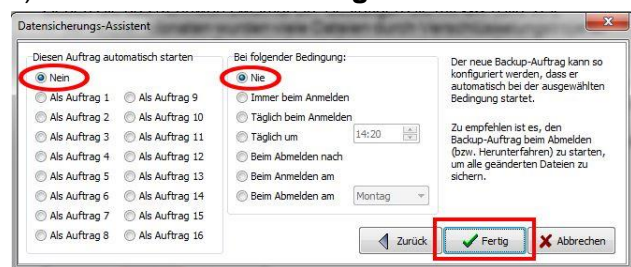 Datensicherungs-Assistent
Diesen Auftrag automatisch starten
Nein
Als Auftrag 1 Als Auftrag 9
Als Auftrag 2 Als Auftrag 10
Als Auftrag 3 Als Auftrag 11
Als Auftrag 4 Als Auftrag 12
Als Auftrag 5 Als Auftrag 13
Als Auftrag 6 Als Auftrag 14
Als Auftrag 7 Als Auftrag 15
Als Auftrag 8 Als Auftrag 16
Bei folgender Bedingung:
Nie
Immer beim Anmelden
Täglich beim Anmelden
Täglich um 14:20
Beim Abmelden nach
Beim Anmelden am
Beim Abmelden am Montag
Der neue Backup-Auftrag kann so
konfiguriert werden, dass er
automatisch bei der ausgewählten
Bedingung startet.
Zu empfehlen ist es, den
Backup-Auftrag beim Abmelden
(bzw. Herunterfahren) zu starten,
um alle geänderten Dateien zu
sichern.
Zurück Fertig Abbrechen